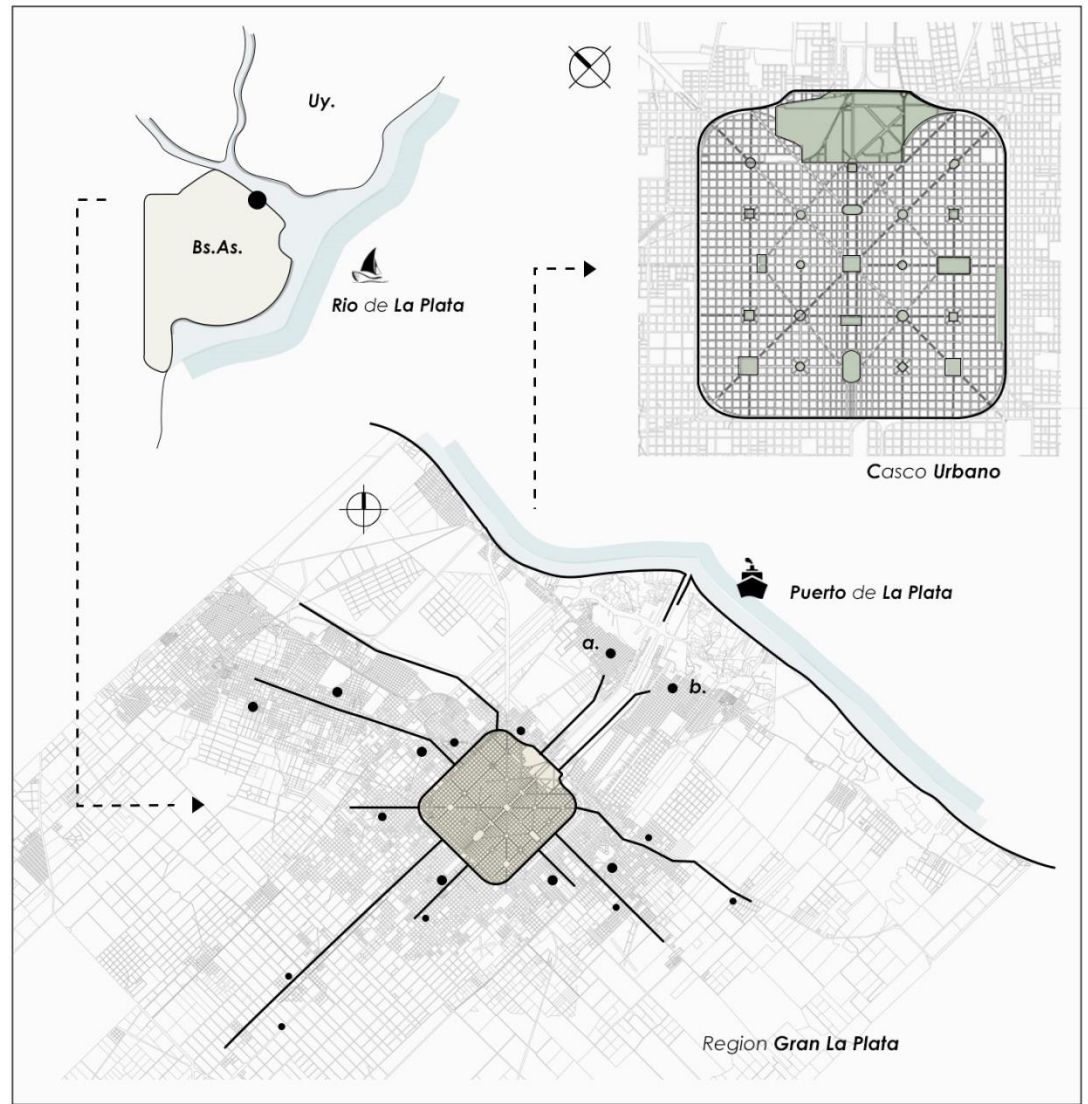 Uy.
Bs.As.
Rio de La Plata
Casco Urbano
Puerto de La Plata
a.
b.
Region Gran La Plata